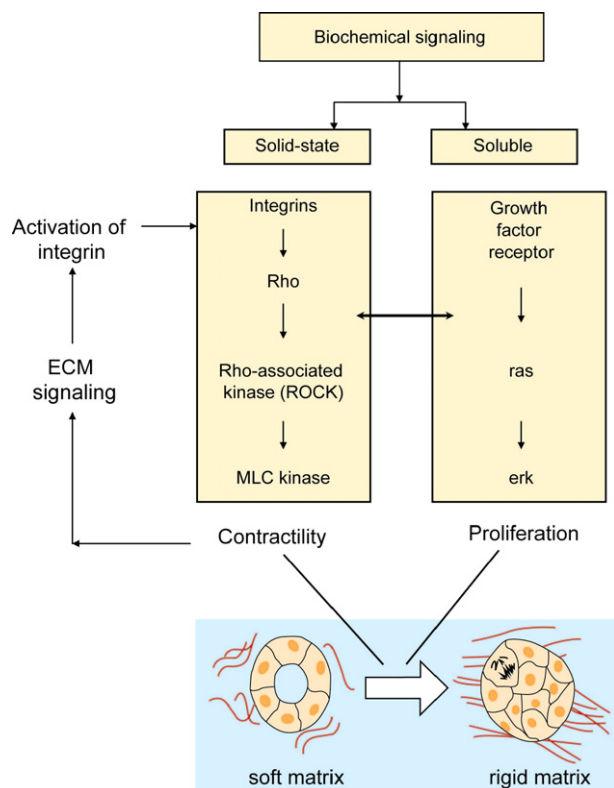 Biochemical signaling
Solid-state
Soluble
Activation of
integrin
Integrins
Rho
Rho-associated
kinase (ROCK)
MLC kinase
Growth
factor
receptor
ras
erk
ECM
signaling
Contractility
Proliferation
soft matrix
rigid matrix